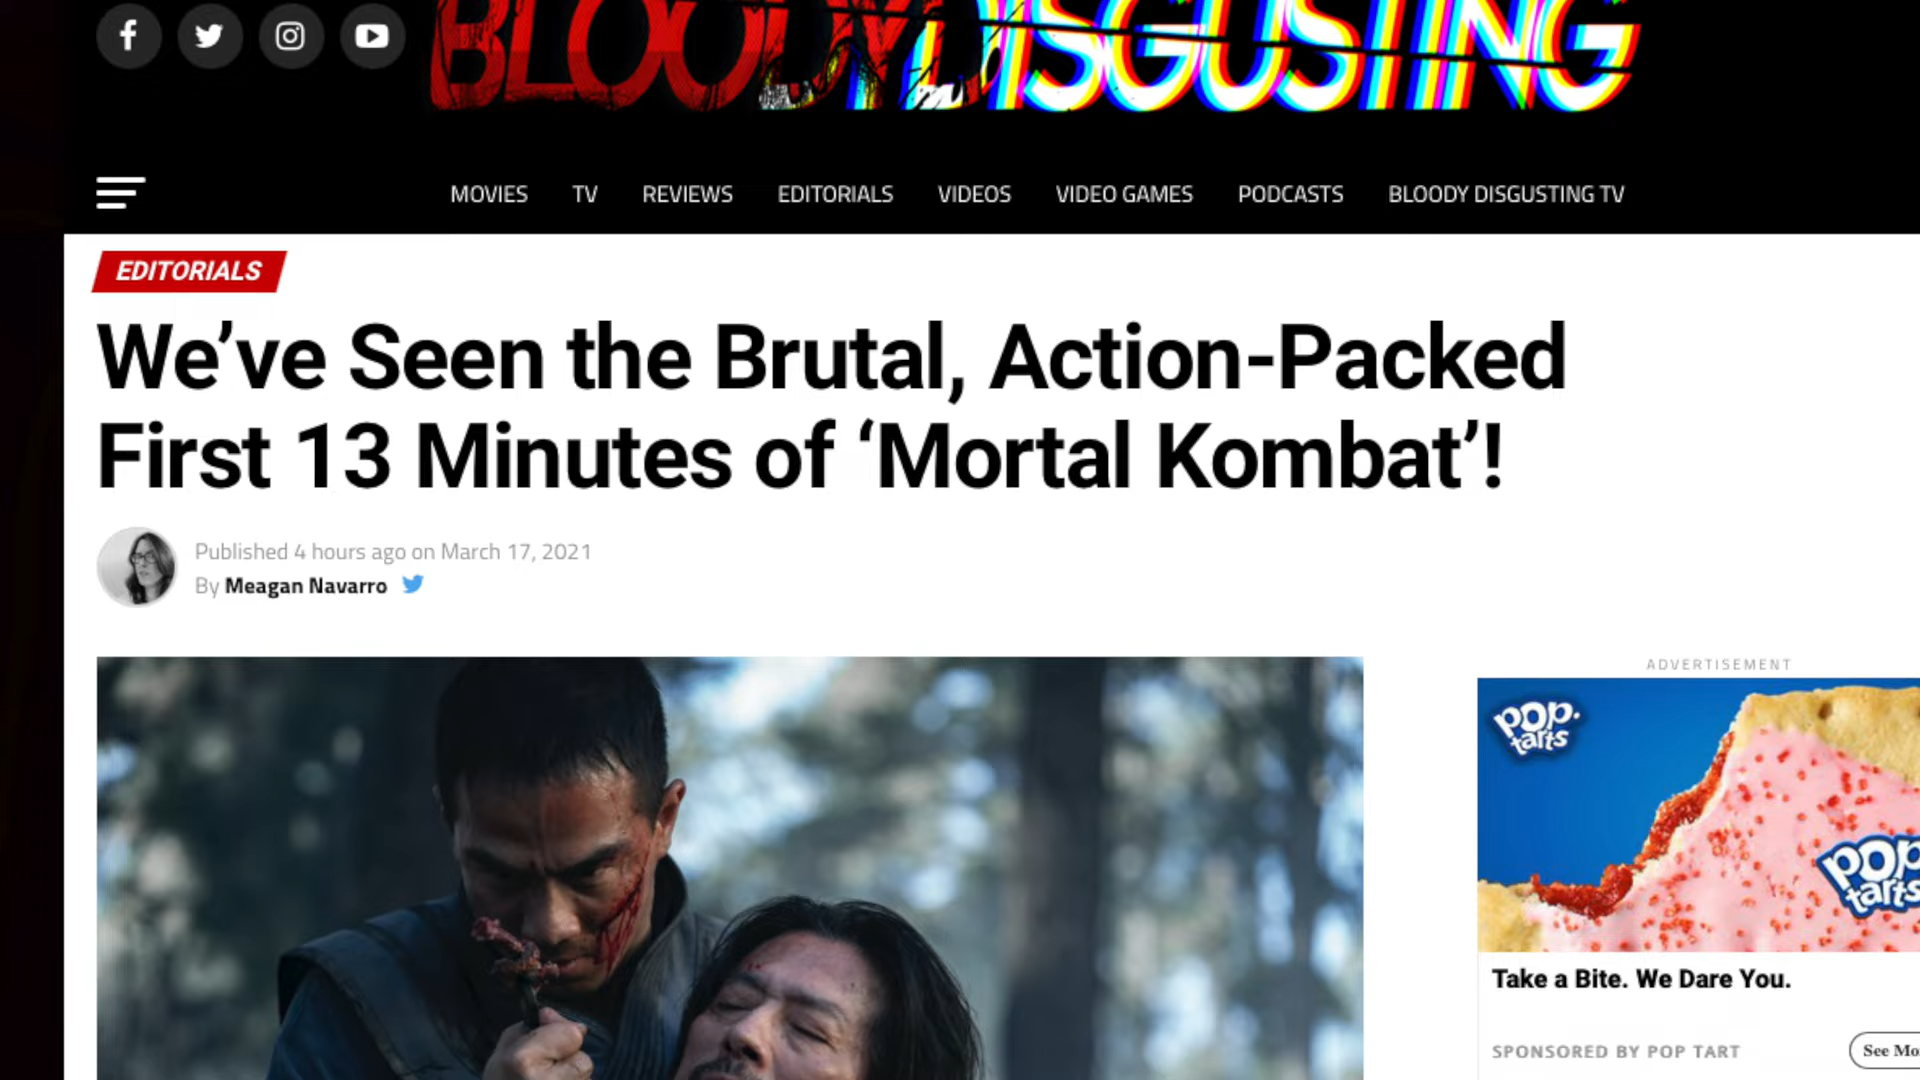 BLOODY DISGUSTING
MOVIES TV REVIEWS EDITORIALS VIDEOS VIDEO GAMES PODCASTS BLOODY DISGUSTING TV
EDITORIALS
We’ve Seen the Brutal, Action-Packed
First 13 Minutes of ‘Mortal Kombat’!
Published 4 hours ago on March 17, 2021
By Meagan Navarro
ADVERTISEMENT
pop.
tarts
pop
tarts
Take a Bite. We Dare You.
SPONSORED BY POP TART
See Mo